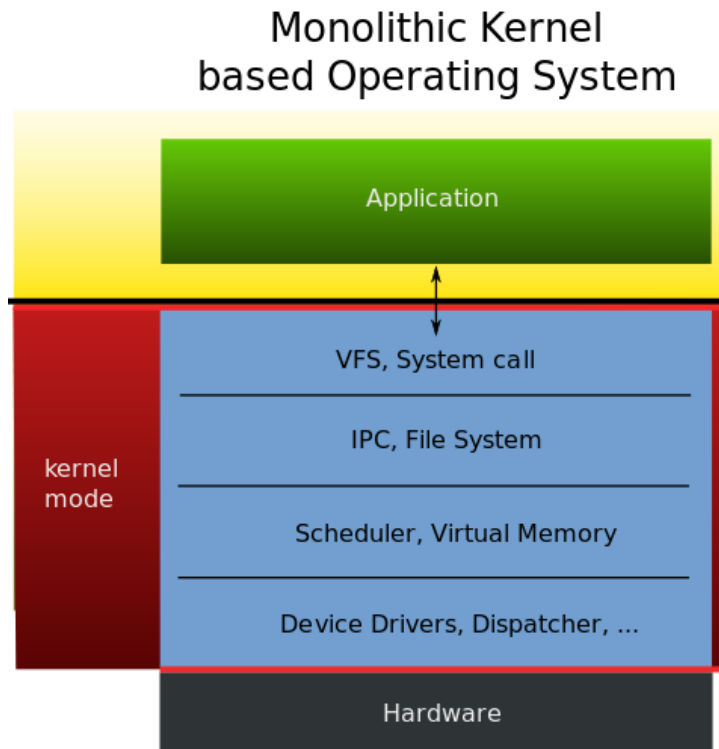 Monolithic Kernel
based Operating System
Application
VFS, System call
IPC, File System
kernel
mode
Scheduler, Virtual Memory
Device Drivers, Dispatcher, ...
Hardware